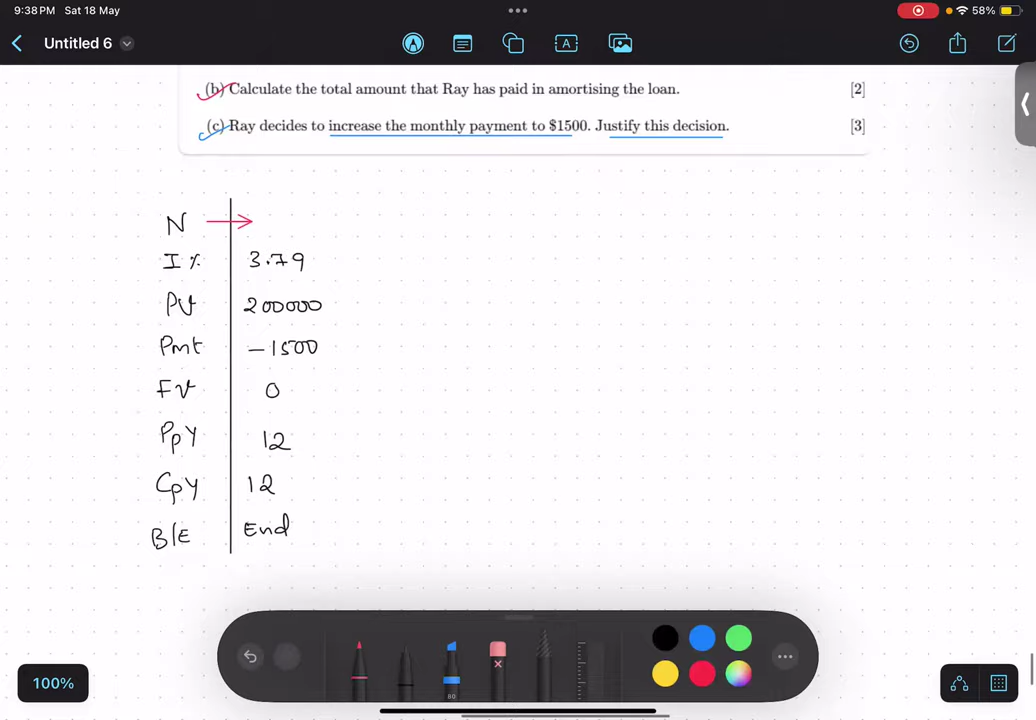 9:38 PM Sat 18 May
58%
Untitled 6
A
(b) Calculate the total amount that Ray has paid in amortising the loan. [2]
(c) Ray decides to increase the monthly payment to $1500. Justify this decision. [3]
N
I % 3.79
PV 200000
Pmt -1500
FV 0
PpY 12
CpY 12
B/E End
80
100%